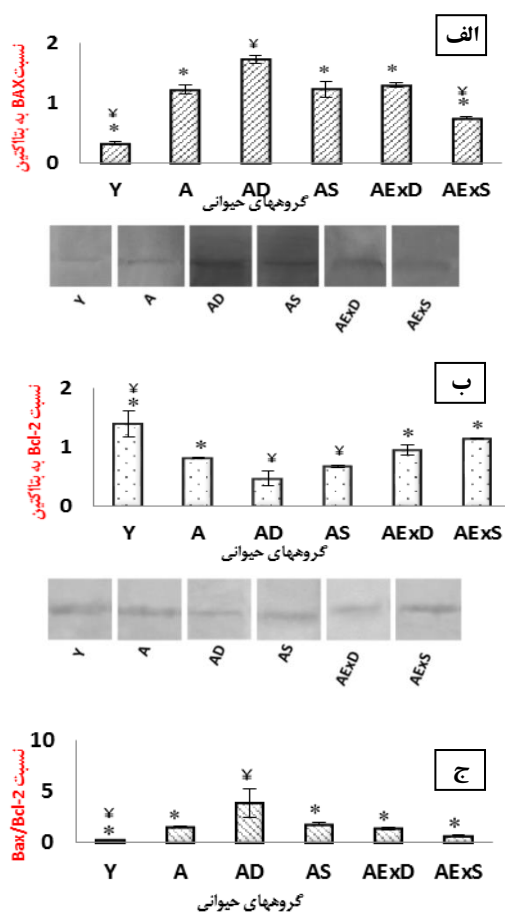 الف
نسبت BAX به بتااکتین
2
1
0
¥
*
*
¥
*
*
¥
*
Y A AD AS AExD AExS
گروههای حیوانی
Y A AD AS AExD AExS
ب
نسبت Bcl-2 به بتااکتین
2
1
0
¥
*
*
¥
¥
*
*
Y A AD AS AExD AExS
گروههای حیوانی
Y A AD AS AExD AExS
ج
نسبت Bax/Bcl-2
10
5
0
¥
*
*
¥
*
*
*
Y A AD AS AExD AExS
گروههای حیوانی